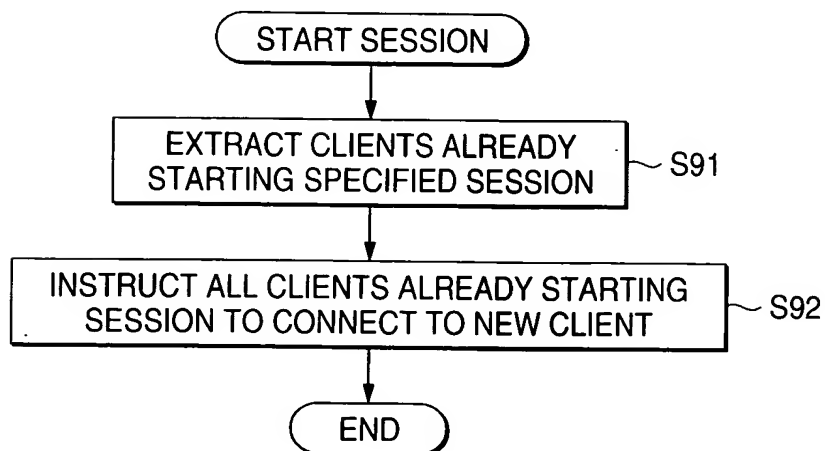 START SESSION
EXTRACT CLIENTS ALREADY
STARTING SPECIFIED SESSION
S91
INSTRUCT ALL CLIENTS ALREADY STARTING
SESSION TO CONNECT TO NEW CLIENT
S92
END